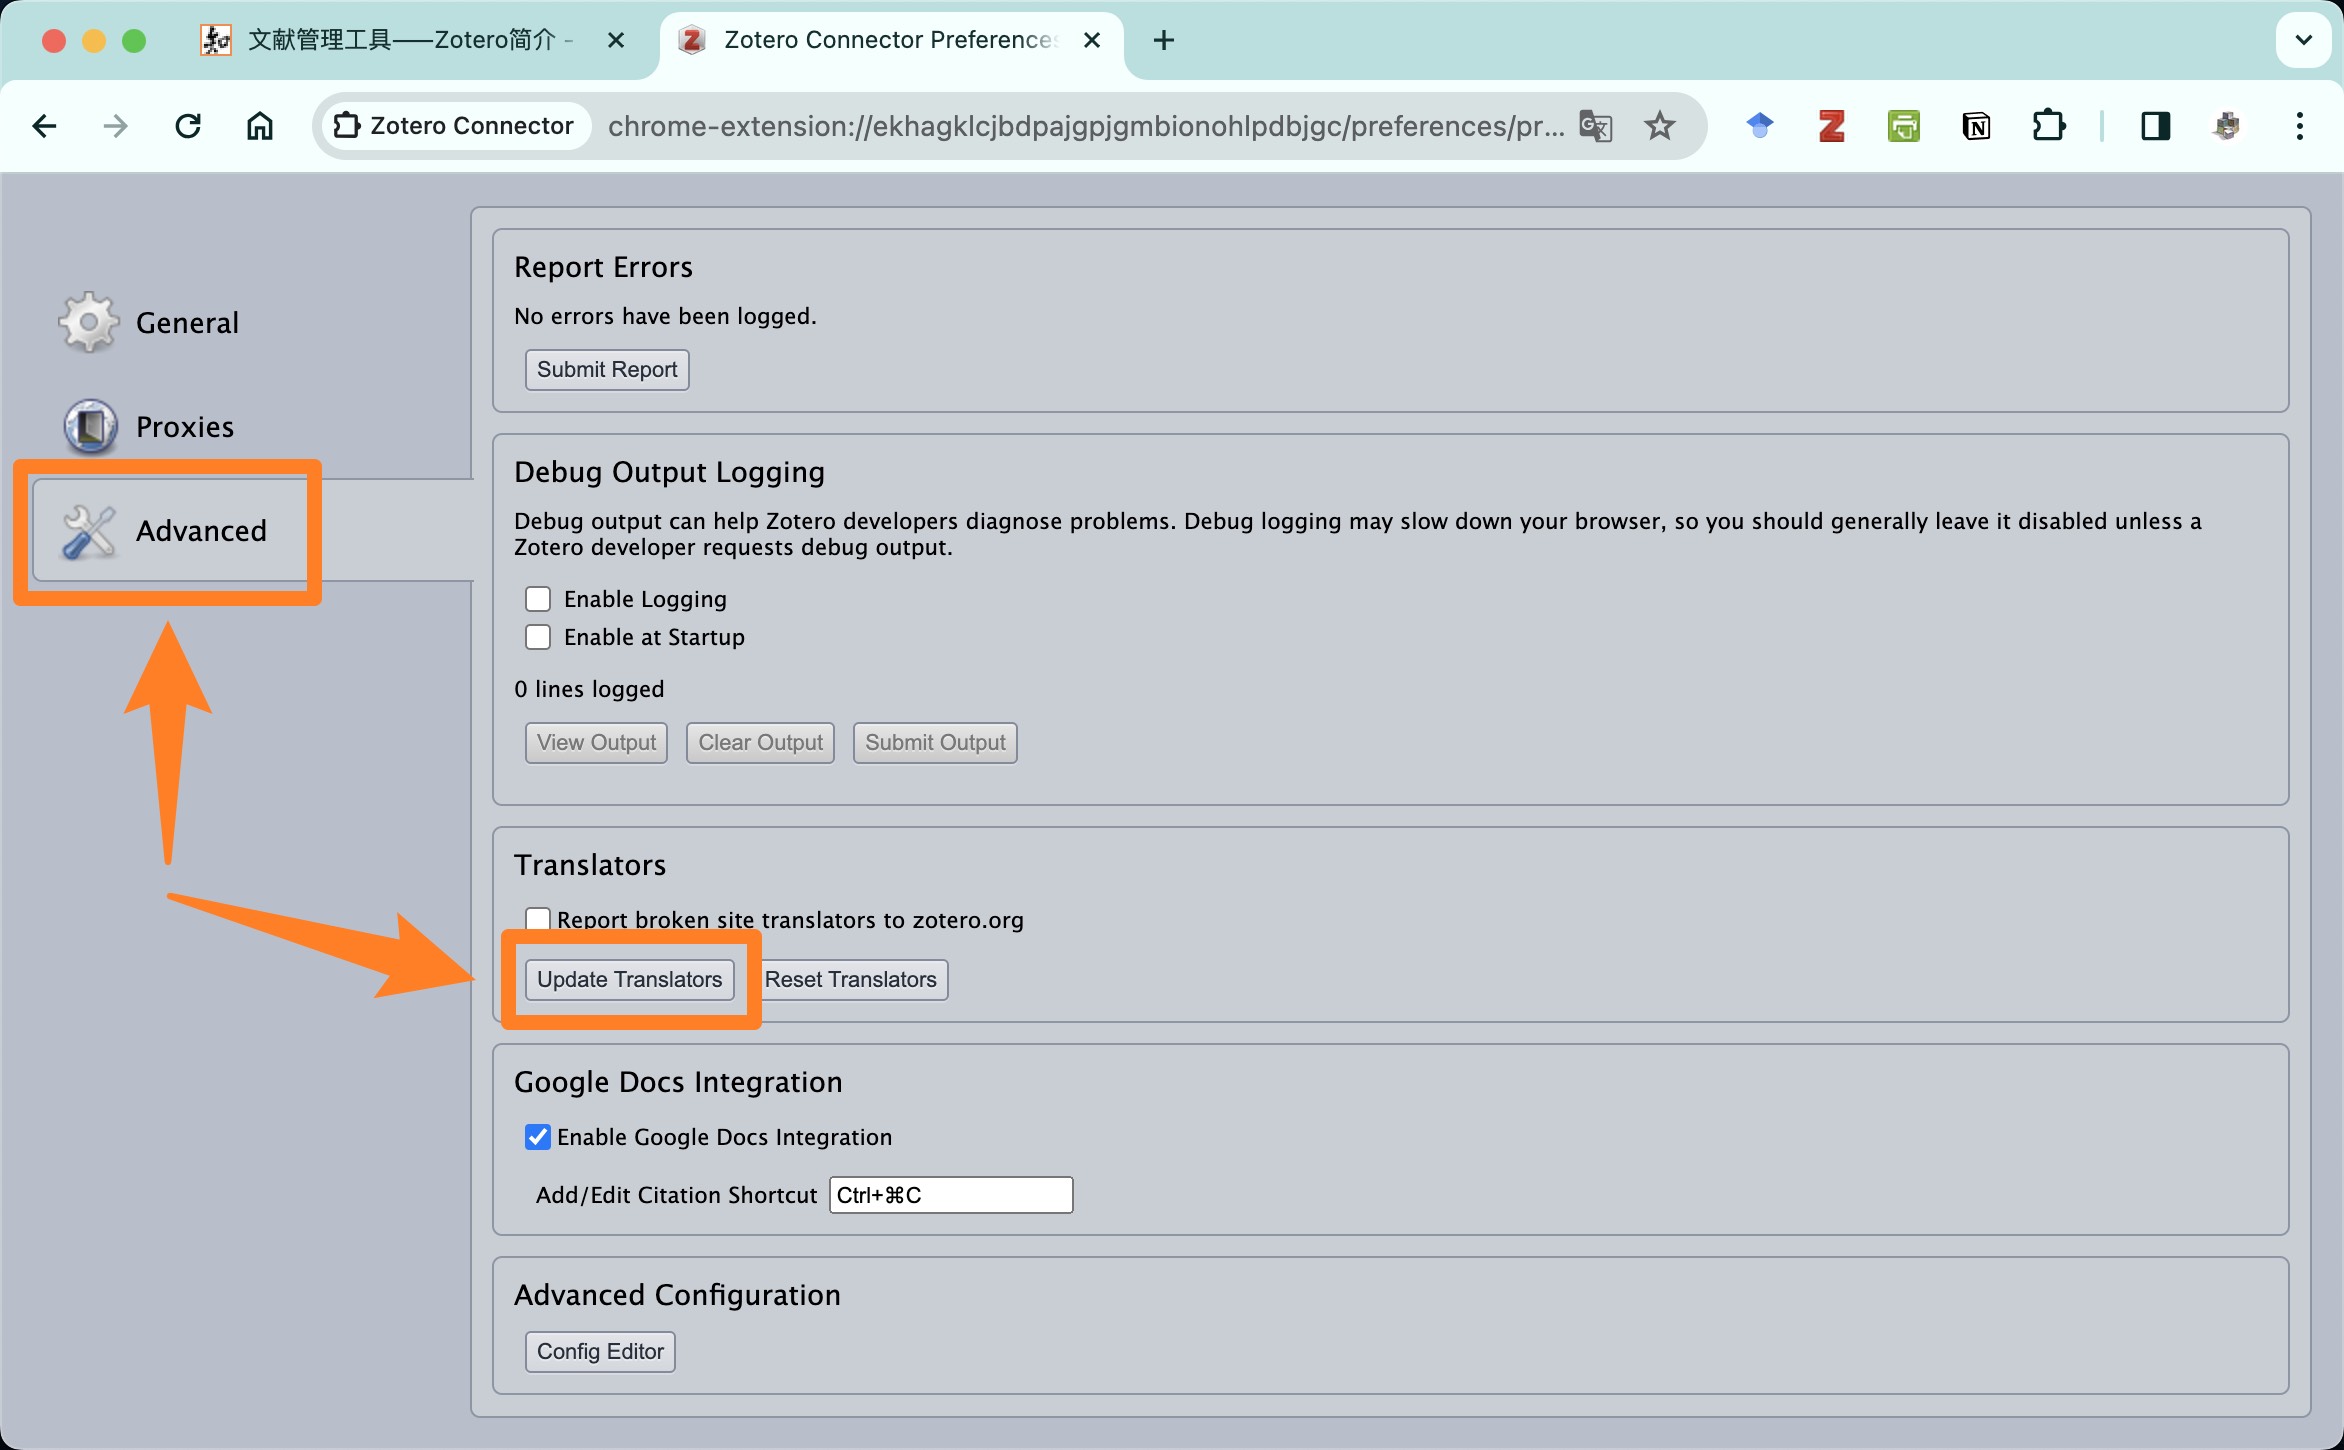 文献管理工具——Zotero简介 -
Zotero Connector Preferences
Zotero Connector
chrome-extension://ekhagklcjbdpajgpjgmbionohlpdbjgc/preferences/pr...
General
Proxies
Advanced
Report Errors
No errors have been logged.
Submit Report
Debug Output Logging
Debug output can help Zotero developers diagnose problems. Debug logging may slow down your browser, so you should generally leave it disabled unless a
Zotero developer requests debug output.
Enable Logging
Enable at Startup
0 lines logged
View Output Clear Output Submit Output
Translators
Report broken site translators to zotero.org
Update Translators Reset Translators
Google Docs Integration
Enable Google Docs Integration
Add/Edit Citation Shortcut Ctrl+⌘C
Advanced Configuration
Config Editor